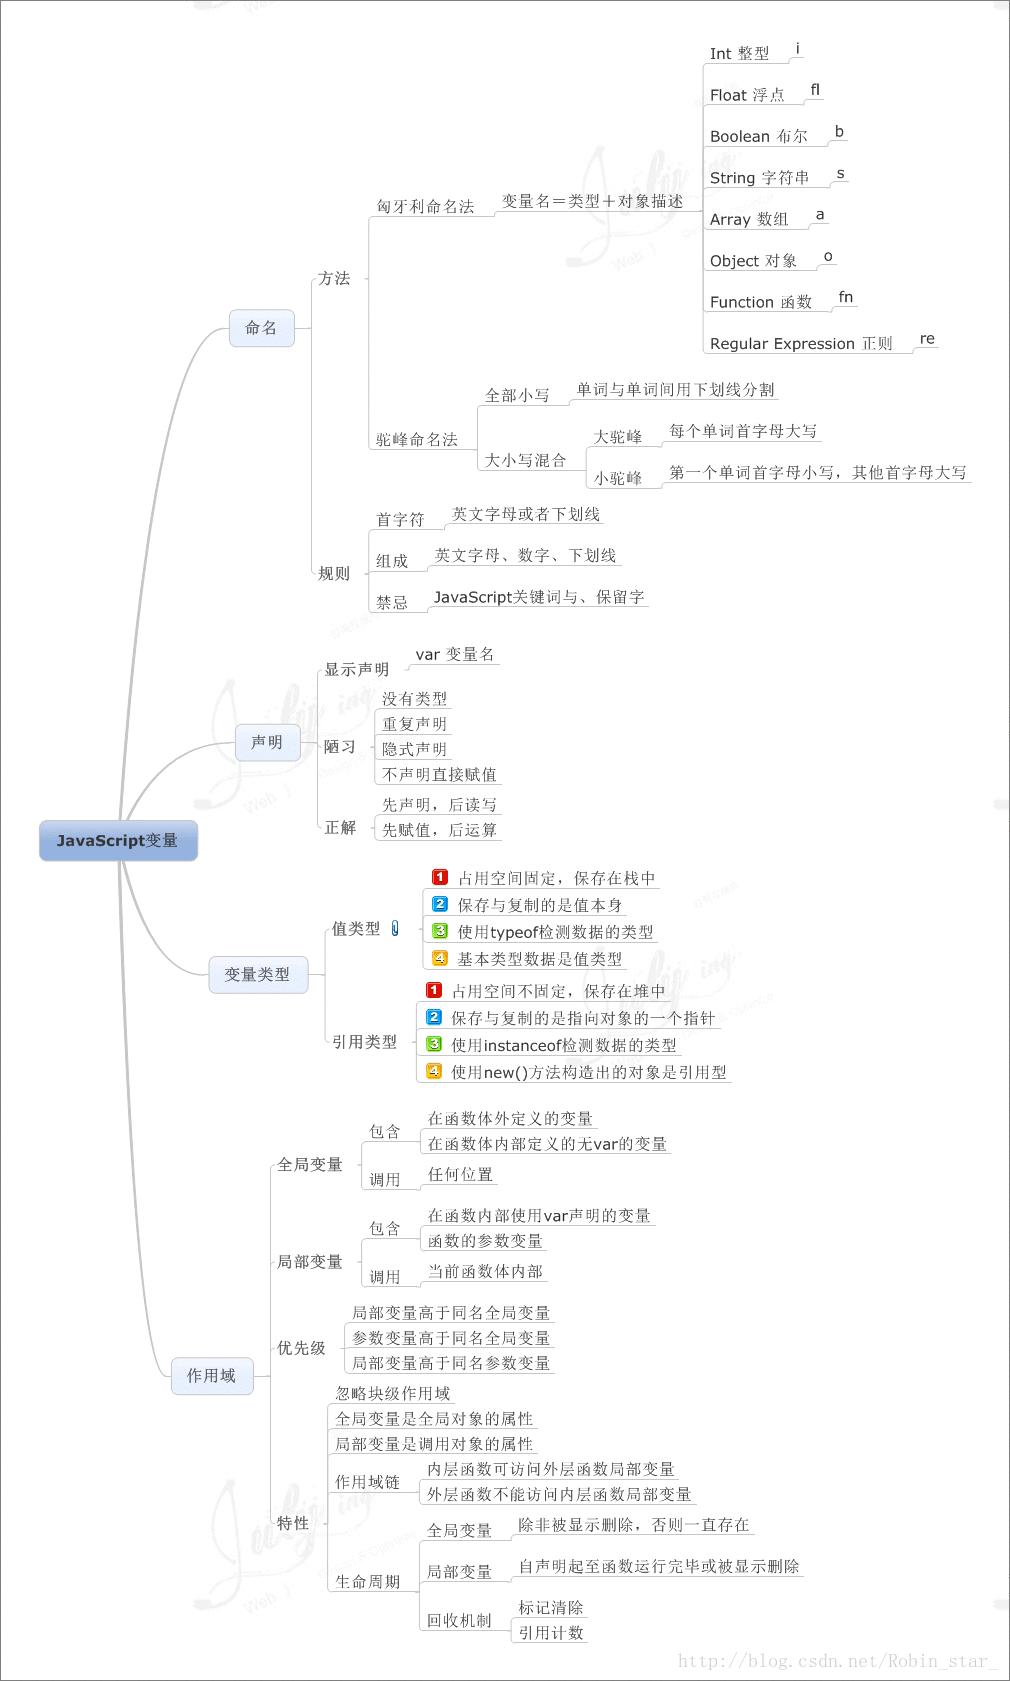 JavaScript变量
命名
方法
匈牙利命名法
变量名＝类型＋对象描述
Int 整型
i
Float 浮点
fl
Boolean 布尔
b
String 字符串
s
Array 数组
a
Object 对象
o
Function 函数
fn
Regular Expression 正则
re
驼峰命名法
全部小写
单词与单词间用下划线分割
大小写混合
大驼峰
每个单词首字母大写
小驼峰
第一个单词首字母小写，其他首字母大写
规则
首字符
英文字母或者下划线
组成
英文字母、数字、下划线
禁忌
JavaScript关键词与、保留字
声明
显示声明
var 变量名
陋习
没有类型
重复声明
隐式声明
不声明直接赋值
正解
先声明，后读写
先赋值，后运算
变量类型
值类型
1 占用空间固定，保存在栈中
2 保存与复制的是值本身
3 使用typeof检测数据的类型
4 基本类型数据是值类型
引用类型
1 占用空间不固定，保存在堆中
2 保存与复制的是指向对象的一个指针
3 使用instanceof检测数据的类型
4 使用new()方法构造出的对象是引用型
作用域
全局变量
包含
在函数体外定义的变量
在函数体内部定义的无var的变量
调用
任何位置
局部变量
包含
在函数内部使用var声明的变量
函数的参数变量
调用
当前函数体内部
优先级
局部变量高于同名全局变量
参数变量高于同名全局变量
局部变量高于同名参数变量
特性
忽略块级作用域
全局变量是全局对象的属性
局部变量是调用对象的属性
作用域链
内层函数可访问外层函数局部变量
外层函数不能访问内层函数局部变量
生命周期
全局变量
除非被显示删除，否则一直存在
局部变量
自声明起至函数运行完毕或被显示删除
回收机制
标记清除
引用计数
http://blog.csdn.net/Robin_star_